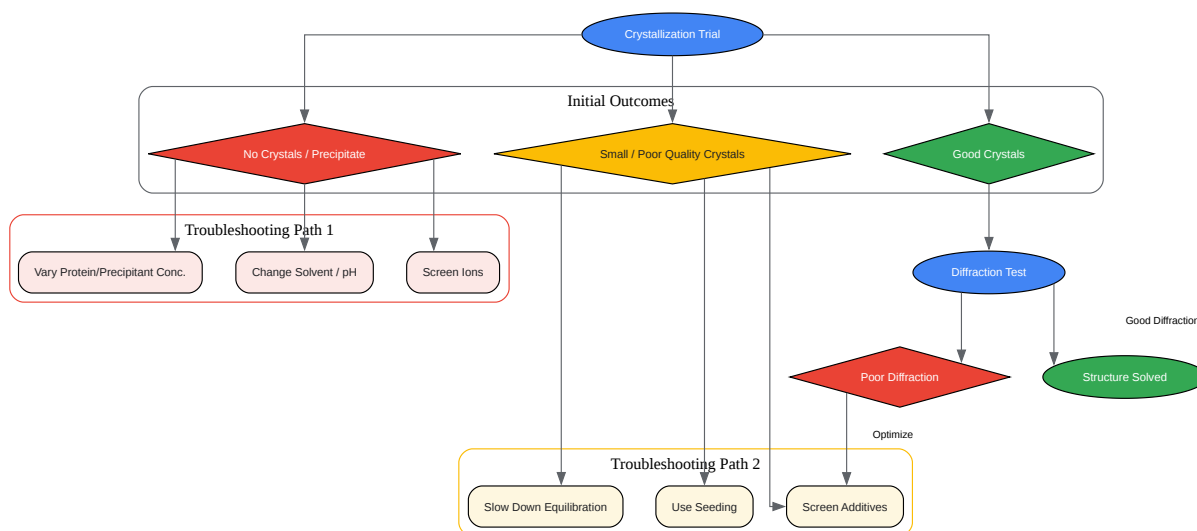 Crystallization Trial
Initial Outcomes
No Crystals / Precipitate
Small / Poor Quality Crystals
Good Crystals
Troubleshooting Path 1
Vary Protein/Precipitant Conc.
Change Solvent / pH
Screen Ions
Diffraction Test
Good Diffraction
Poor Diffraction
Structure Solved
Optimize
Troubleshooting Path 2
Slow Down Equilibration
Use Seeding
Screen Additives